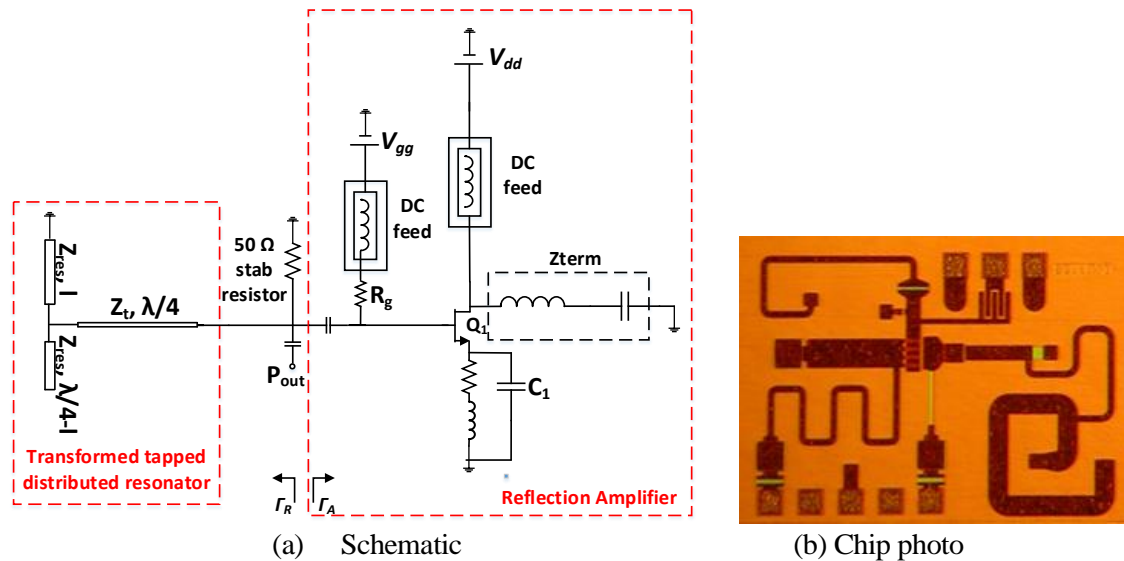 V_dd
V_gg
DC
feed
DC
feed
50 Ω
stab
resistor
R_g
Zterm
Z_res, l
Z_t, λ/4
Z_res, λ/4-l
Q_1
P_out
C_1
Transformed tapped
distributed resonator
Γ_R
Γ_A
Reflection Amplifier
(a) Schematic
(b) Chip photo